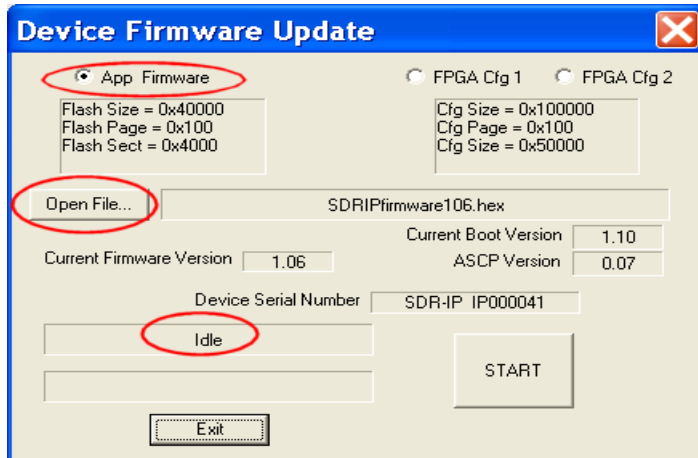 Device Firmware Update
App Firmware
FPGA Cfg 1
FPGA Cfg 2
Flash Size = 0x40000
Flash Page = 0x100
Flash Sect = 0x4000
Cfg Size = 0x100000
Cfg Page = 0x100
Cfg Size = 0x50000
Open File...
SDRIPfirmware106.hex
Current Boot Version
1.10
Current Firmware Version
1.06
ASCP Version
0.07
Device Serial Number
SDR-IP IP000041
Idle
START
Exit